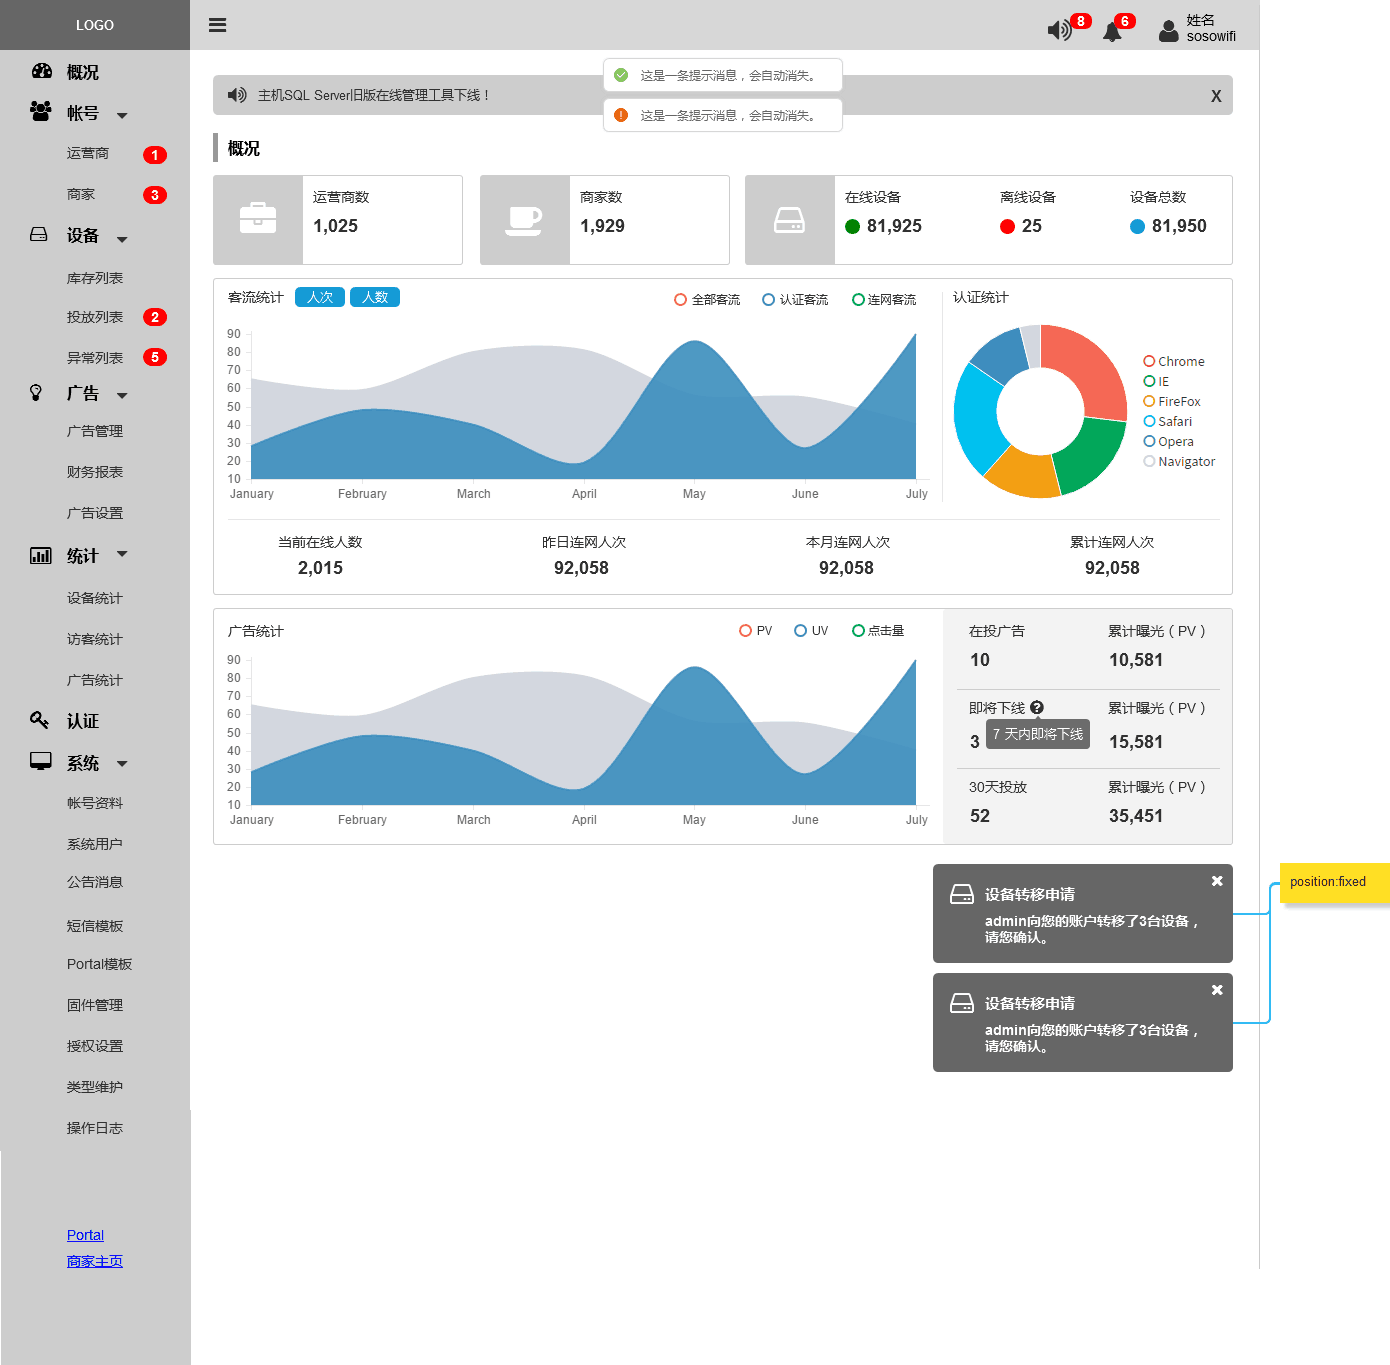 LOGO
8
6
姓名
sosowifi
概况
帐号
运营商
1
商家
3
设备
库存列表
投放列表
2
异常列表
5
广告
广告管理
财务报表
广告设置
统计
设备统计
访客统计
广告统计
认证
系统
帐号资料
系统用户
公告消息
短信模板
Portal模板
固件管理
授权设置
类型维护
操作日志
Portal
商家主页
这是一条提示消息，会自动消失。
主机SQL Server旧版在线管理工具下线！
X
这是一条提示消息，会自动消失。
概况
运营商数
1,025
商家数
1,929
在线设备
81,925
离线设备
25
设备总数
81,950
客流统计
人次
人数
全部客流
认证客流
连网客流
90
80
70
60
50
40
30
20
10
January February March April May June July
认证统计
Chrome
IE
FireFox
Safari
Opera
Navigator
当前在线人数
2,015
昨日连网人次
92,058
本月连网人次
92,058
累计连网人次
92,058
广告统计
PV
UV
点击量
90
80
70
60
50
40
30
20
10
January February March April May June July
在投广告
10
累计曝光（PV）
10,581
即将下线
3
7 天内即将下线
累计曝光（PV）
15,581
30天投放
52
累计曝光（PV）
35,451
设备转移申请
admin向您的账户转移了3台设备，
请您确认。
设备转移申请
admin向您的账户转移了3台设备，
请您确认。
position:fixed